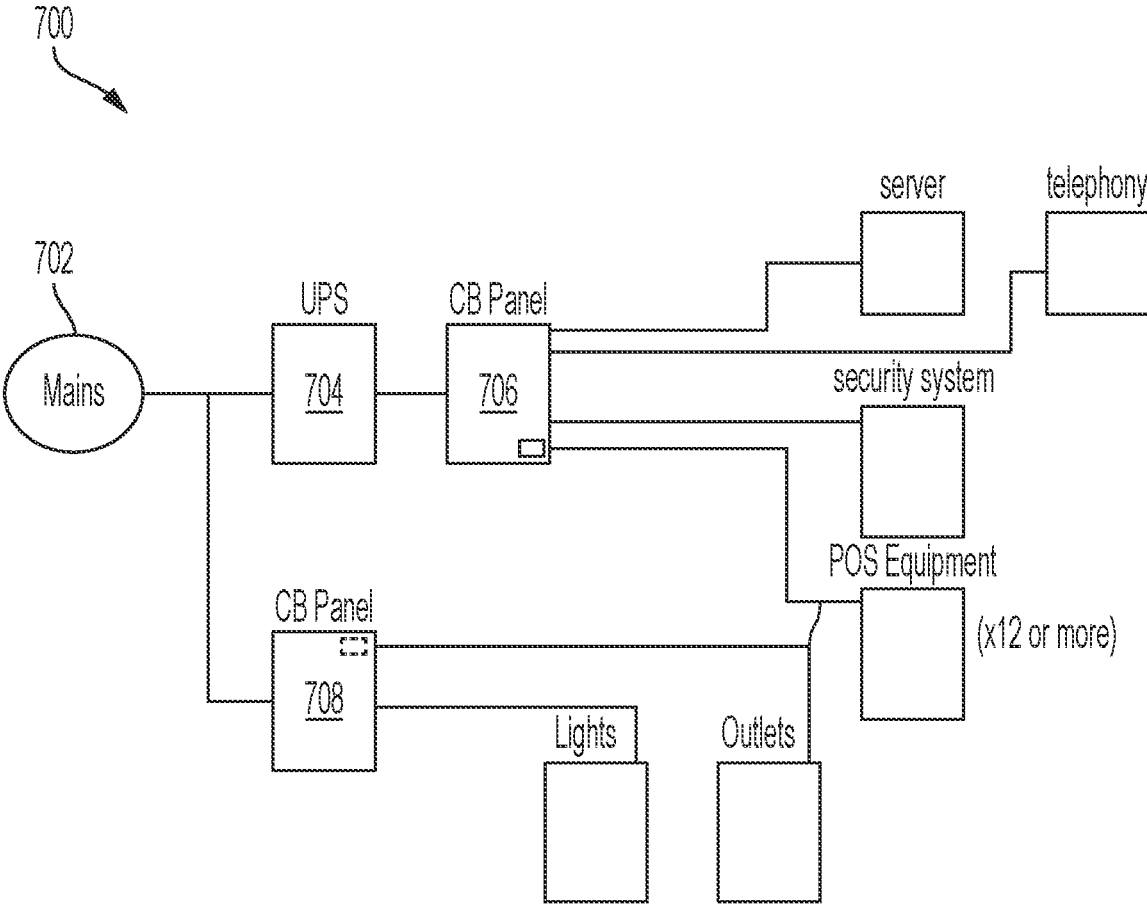 700
server
telephony
702
UPS
CB Panel
Mains
704
706
security system
POS Equipment
(x12 or more)
CB Panel
708
Lights
Outlets